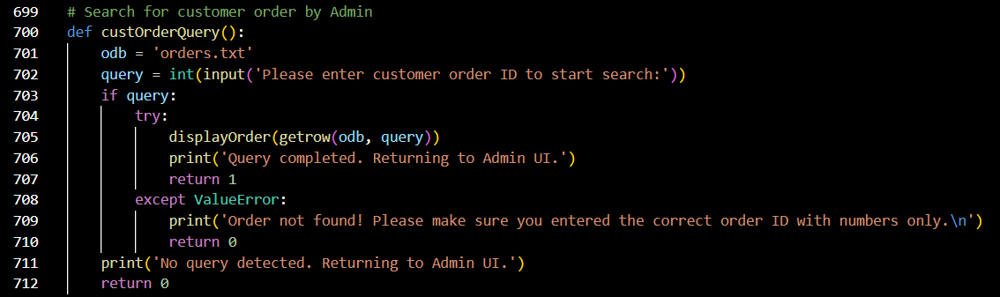 699 # Search for customer order by Admin
700 def custOrderQuery():
701     odb = 'orders.txt'
702     query = int(input('Please enter customer order ID to start search:'))
703     if query:
704         try:
705             displayOrder(getrow(odb, query))
706             print('Query completed. Returning to Admin UI.')
707             return 1
708         except ValueError:
709             print('Order not found! Please make sure you entered the correct order ID with numbers only.\n')
710             return 0
711     print('No query detected. Returning to Admin UI.')
712     return 0